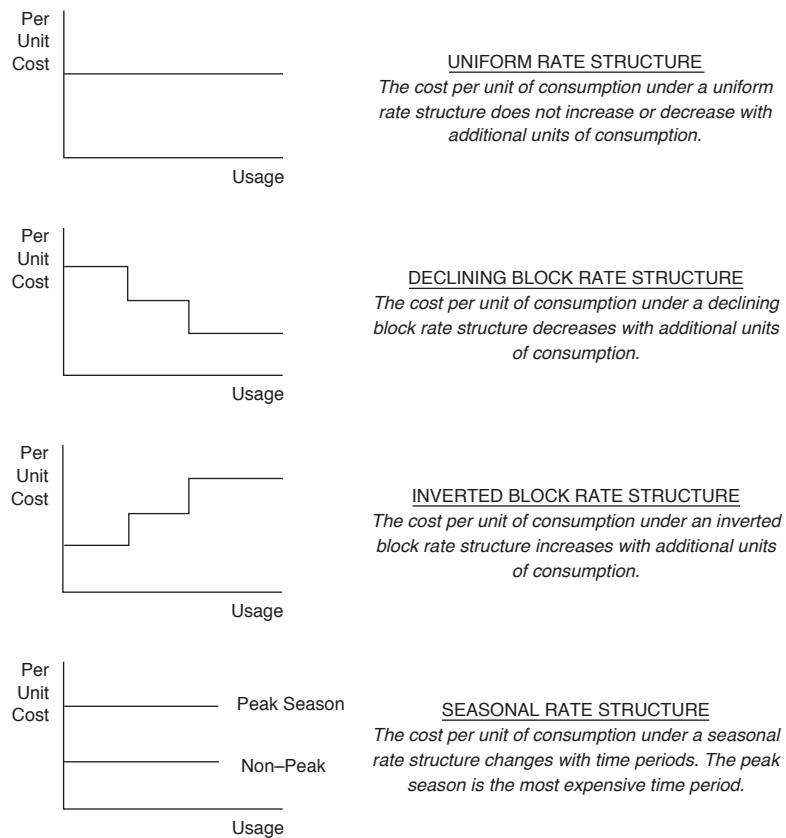 Per
Unit
Cost
Usage
UNIFORM RATE STRUCTURE
The cost per unit of consumption under a uniform
rate structure does not increase or decrease with
additional units of consumption.
Per
Unit
Cost
Usage
DECLINING BLOCK RATE STRUCTURE
The cost per unit of consumption under a declining
block rate structure decreases with additional units
of consumption.
Per
Unit
Cost
Usage
INVERTED BLOCK RATE STRUCTURE
The cost per unit of consumption under an inverted
block rate structure increases with additional units
of consumption.
Per
Unit
Cost
Peak Season
Non–Peak
Usage
SEASONAL RATE STRUCTURE
The cost per unit of consumption under a seasonal
rate structure changes with time periods. The peak
season is the most expensive time period.